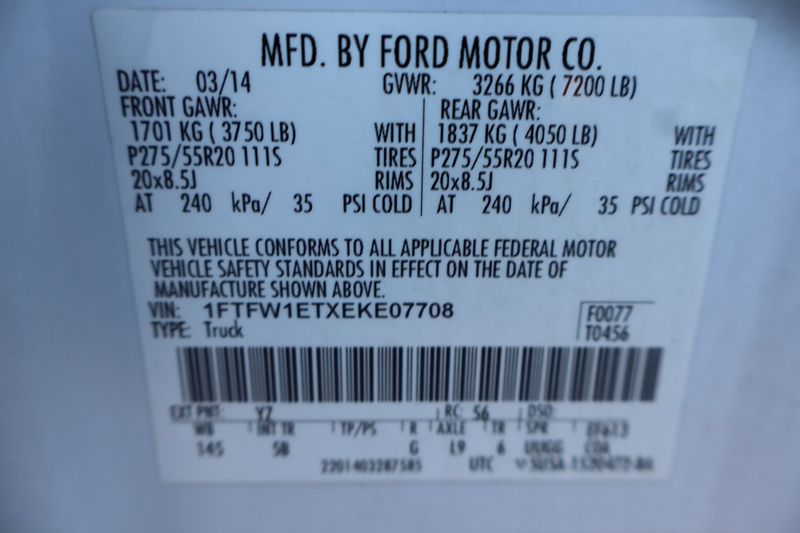 MFD. BY FORD MOTOR CO.
DATE: 03/14 GVWR: 3266 KG ( 7200 LB)
FRONT GAWR: REAR GAWR:
1701 KG ( 3750 LB) WITH 1837 KG ( 4050 LB) WITH
P275/55R20 111S TIRES P275/55R20 111S TIRES
20x8.5J RIMS 20x8.5J RIMS
AT 240 kPa/ 35 PSI COLD AT 240 kPa/ 35 PSI COLD
THIS VEHICLE CONFORMS TO ALL APPLICABLE FEDERAL MOTOR
VEHICLE SAFETY STANDARDS IN EFFECT ON THE DATE OF
MANUFACTURE SHOWN ABOVE.
VIN: 1FTFW1ETXEKE07708 F0077
TYPE: Truck T0456
EXT PNT: YZ RC: 56 DSO:
WB INT TR TP/PS R AXLE TR SPR
145 SB G L9 6 UUGG
2201403287585 UTC